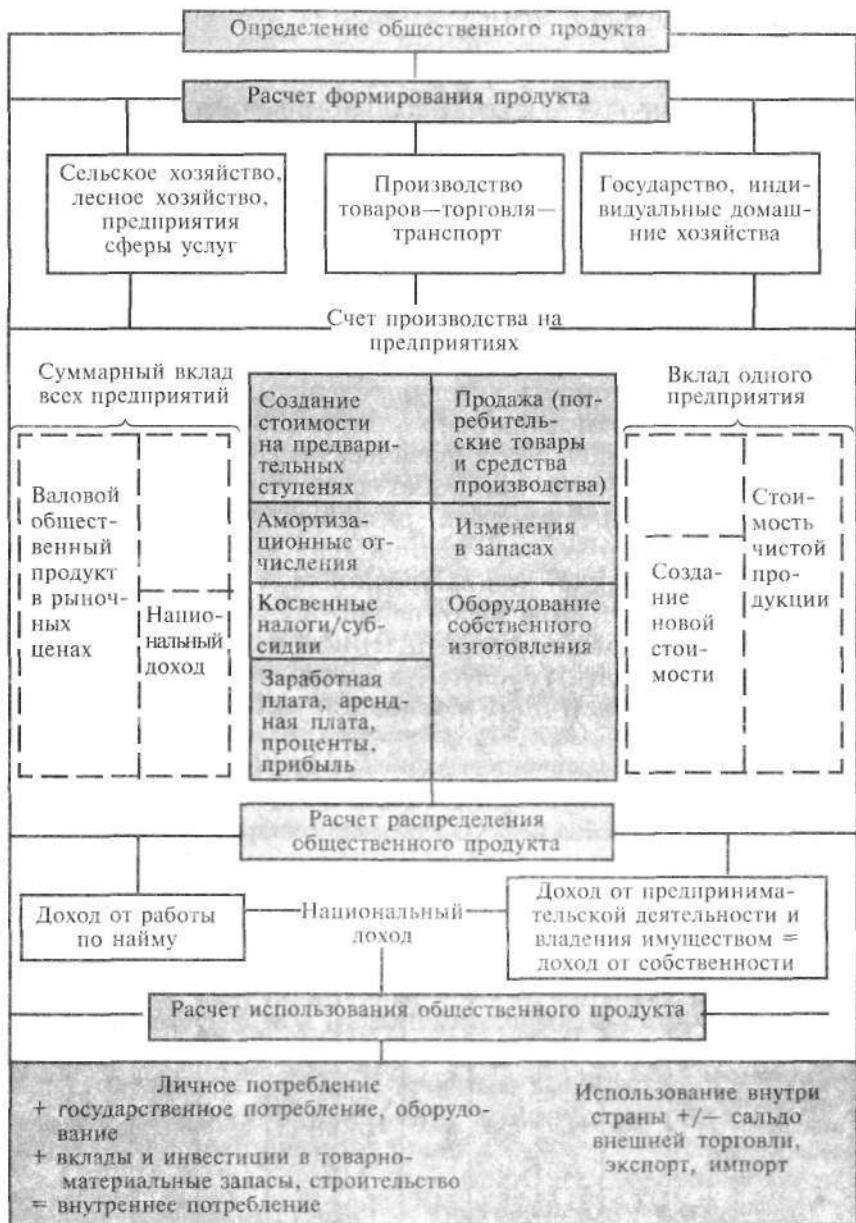 Определение общественного продукта
Расчет формирования продукта
Сельское хозяйство,
лесное хозяйство,
предприятия
сферы услуг
Производство
товаров—торговля—
транспорт
Государство, инди-
видуальные домаш-
ние хозяйства
Счет производства на
предприятиях
Суммарный вклад
всех предприятий
Валовой
общест-
венный
продукт
в рыноч-
ных
ценах
Нацио-
нальный
доход
Создание
стоимости
на предвари-
тельных
ступенях
Амортиза-
ционные от-
числения
Косвенные
налоги/суб-
сидии
Заработная
плата, аренд-
ная плата,
проценты,
прибыль
Продажа (пот-
ребитель-
ские товары
и средства
производства)
Изменения
в запасах
Оборудование
собственного
изготовления
Вклад одного
предприятия
Созда-
ние
новой
стои-
мости
Стои-
мость
чистой
про-
дукции
Расчет распределения
общественного продукта
Доход от работы
по найму
Национальный
доход
Доход от предпринима-
тельской деятельности и
владения имуществом =
доход от собственности
Расчет использования общественного продукта
Личное потребление
+ государственное потребление, оборудо-
вание
+ вклады и инвестиции в товарно-
материальные запасы, строительство
= внутреннее потребление
Использование внутри
страны +/— сальдо
внешней торговли,
экспорт, импорт